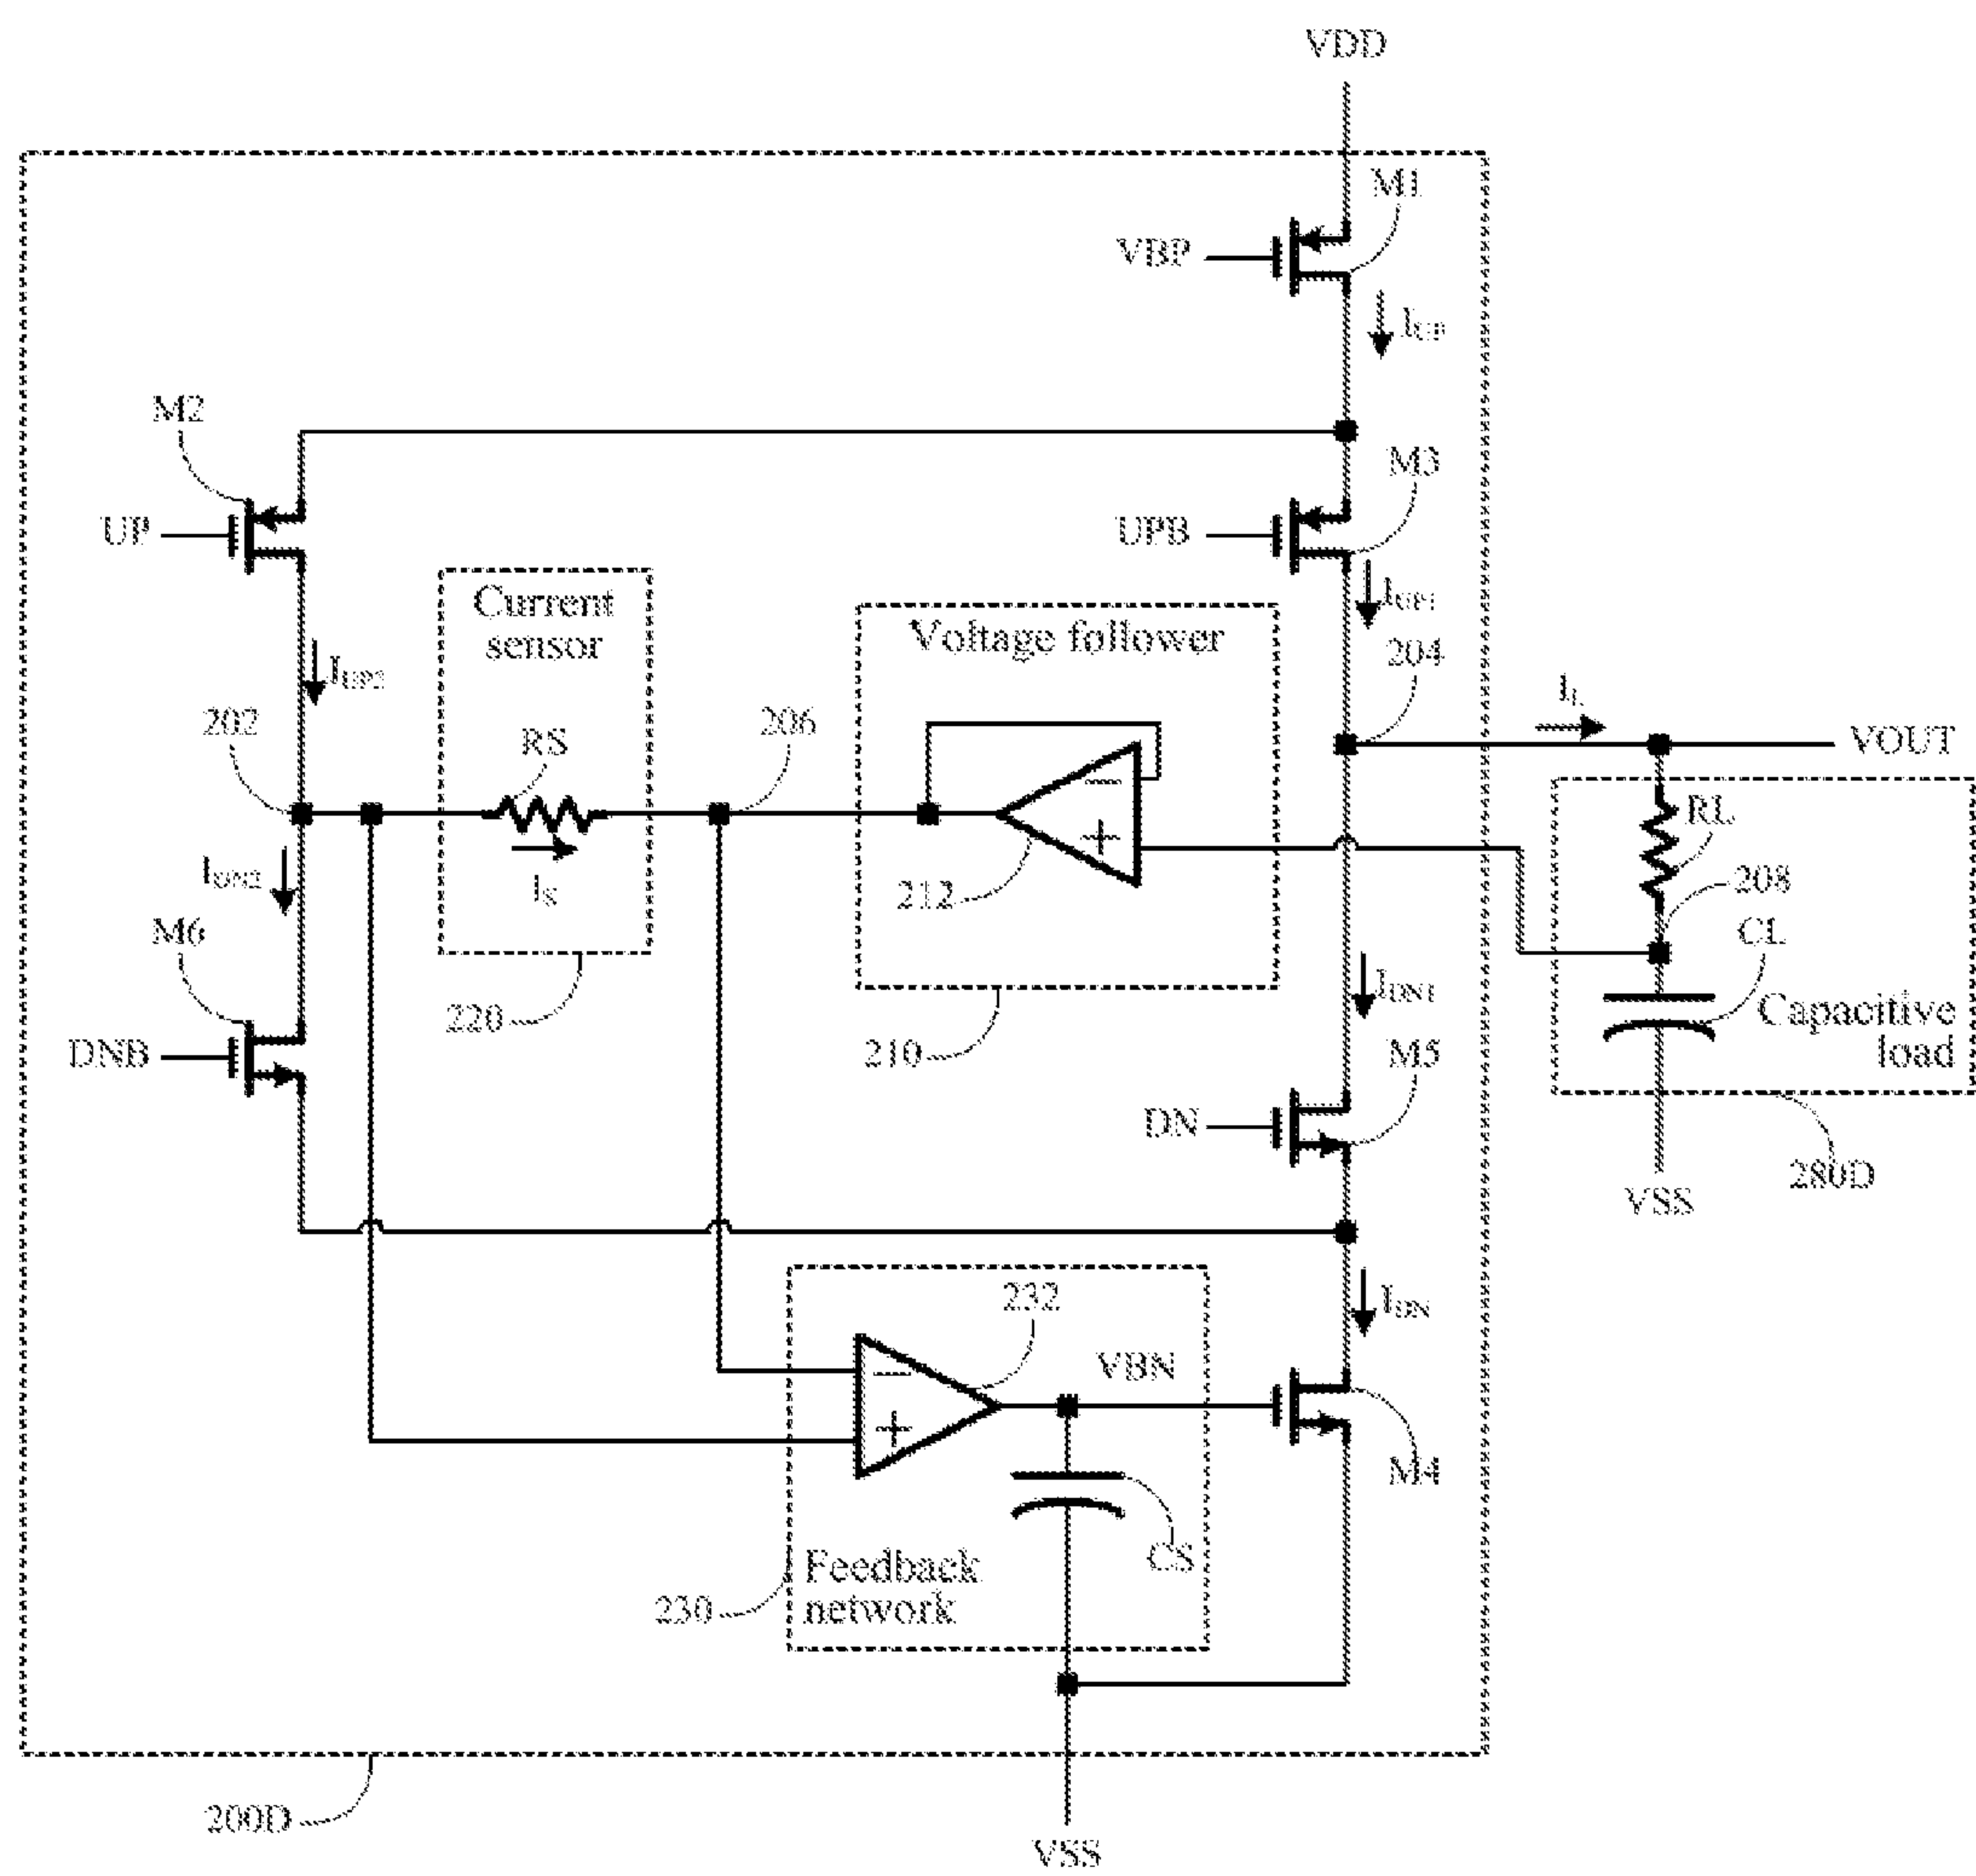 VDD
M1
VBP
IUP
M2
M3
UP
UPB
Current
sensor
IUP1
Voltage follower
IUP2
204
IL
202
RS
206
VOUT
RL
IDN2
IS
212
208
M6
CL
220
IDN1
Capacitive
load
DNB
210
M5
DN
280D
VSS
232
IDN
VBN
M4
CS
Feedback
network
230
200D
VSS